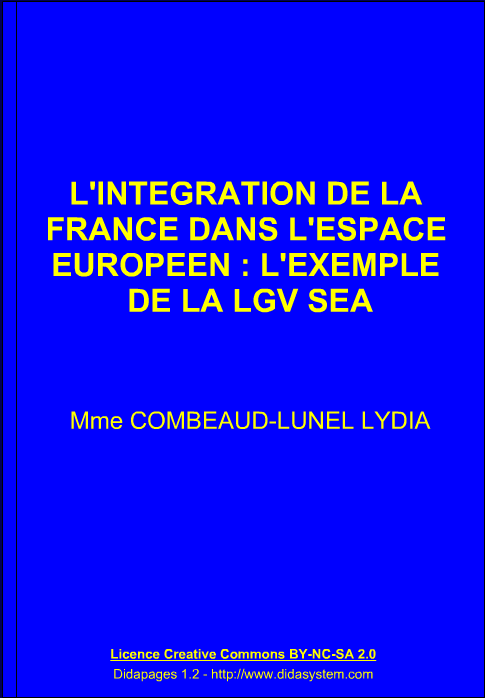 L'INTEGRATION DE LA
FRANCE DANS L'ESPACE
EUROPEEN : L'EXEMPLE
DE LA LGV SEA
Mme COMBEAUD-LUNEL LYDIA
Licence Creative Commons BY-NC-SA 2.0
Didapages 1.2 - http://www.didasystem.com